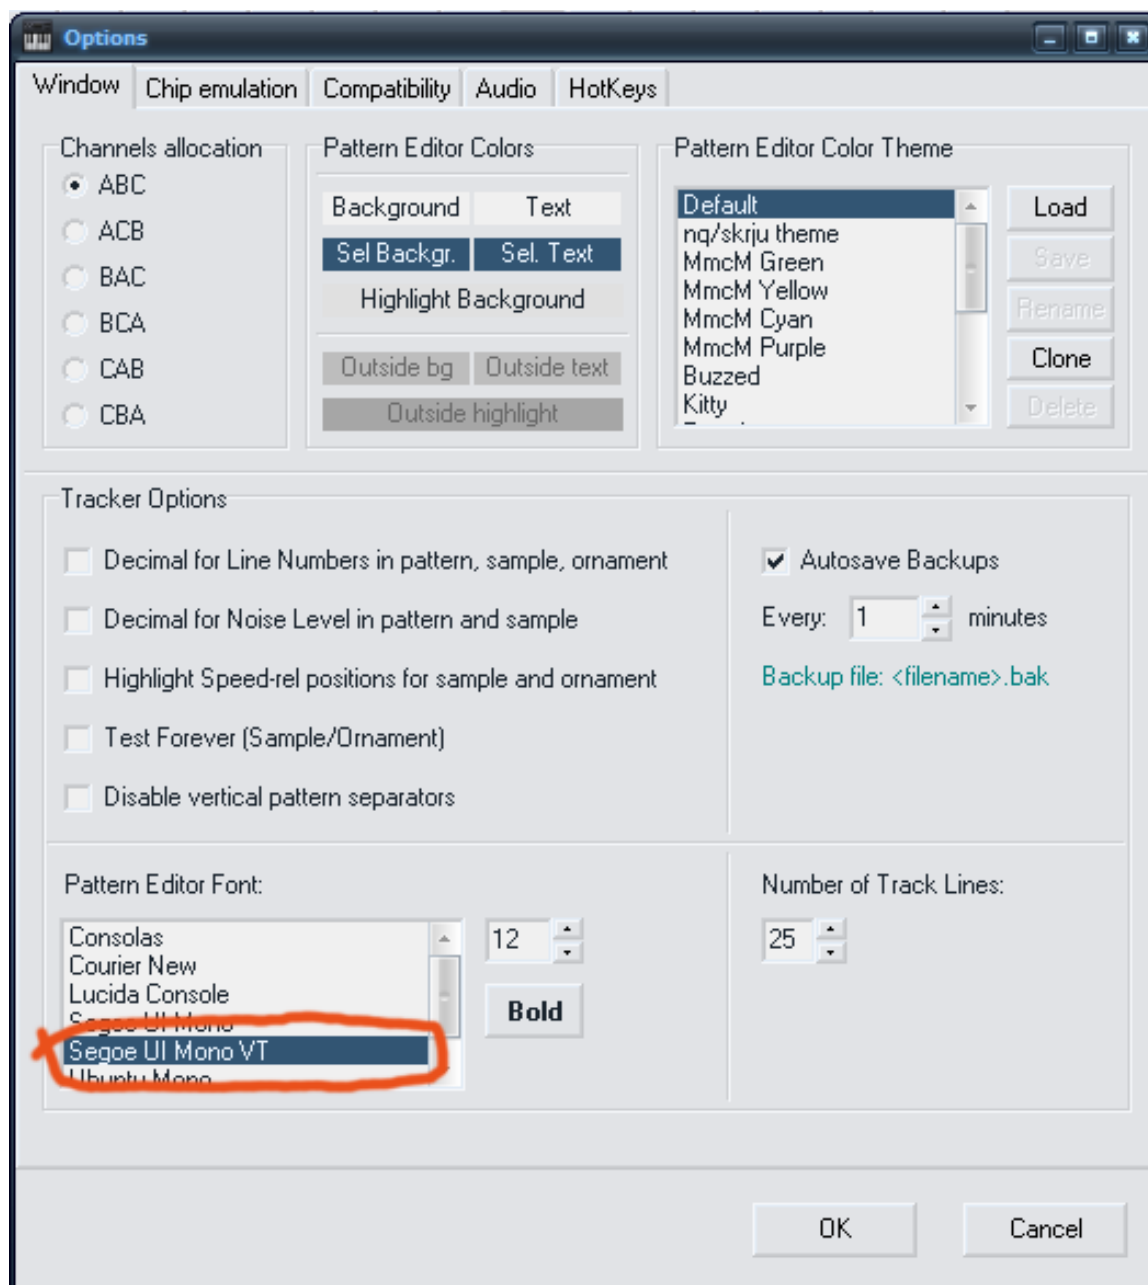 Options
Window Chip emulation Compatibility Audio HotKeys
Channels allocation
ABC
ACB
BAC
BCA
CAB
CBA
Pattern Editor Colors
Background Text
Sel Backgr. Sel. Text
Highlight Background
Outside bg Outside text
Outside highlight
Pattern Editor Color Theme
Default
nq/skrju theme
MmcM Green
MmcM Yellow
MmcM Cyan
MmcM Purple
Buzzed
Kitty
Load
Save
Rename
Clone
Delete
Tracker Options
Decimal for Line Numbers in pattern, sample, ornament
Decimal for Noise Level in pattern and sample
Highlight Speed-rel positions for sample and ornament
Test Forever (Sample/Ornament)
Disable vertical pattern separators
Autosave Backups
Every: 1 minutes
Backup file: <filename>.bak
Pattern Editor Font:
Consolas
Courier New
Lucida Console
Segoe UI Mono
Segoe UI Mono VT
Ubuntu Mono
12
Bold
Number of Track Lines:
25
OK Cancel